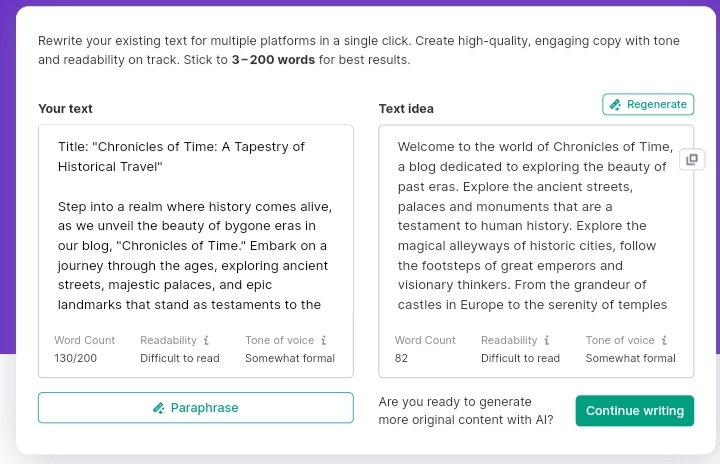 Rewrite your existing text for multiple platforms in a single click. Create high-quality, engaging copy with tone
and readability on track. Stick to 3–200 words for best results.
Your text
Title: "Chronicles of Time: A Tapestry of
Historical Travel"
Step into a realm where history comes alive,
as we unveil the beauty of bygone eras in
our blog, "Chronicles of Time." Embark on a
journey through the ages, exploring ancient
streets, majestic palaces, and epic
landmarks that stand as testaments to the
Word Count
Readability
Tone of voice
130/200
Difficult to read
Somewhat formal
Paraphrase
Text idea
Regenerate
Welcome to the world of Chronicles of Time,
a blog dedicated to exploring the beauty of
past eras. Explore the ancient streets,
palaces and monuments that are a
testament to human history. Explore the
magical alleyways of historic cities, follow
the footsteps of great emperors and
visionary thinkers. From the grandeur of
castles in Europe to the serenity of temples
Word Count
Readability
Tone of voice
82
Difficult to read
Somewhat formal
Are you ready to generate
more original content with AI?
Continue writing